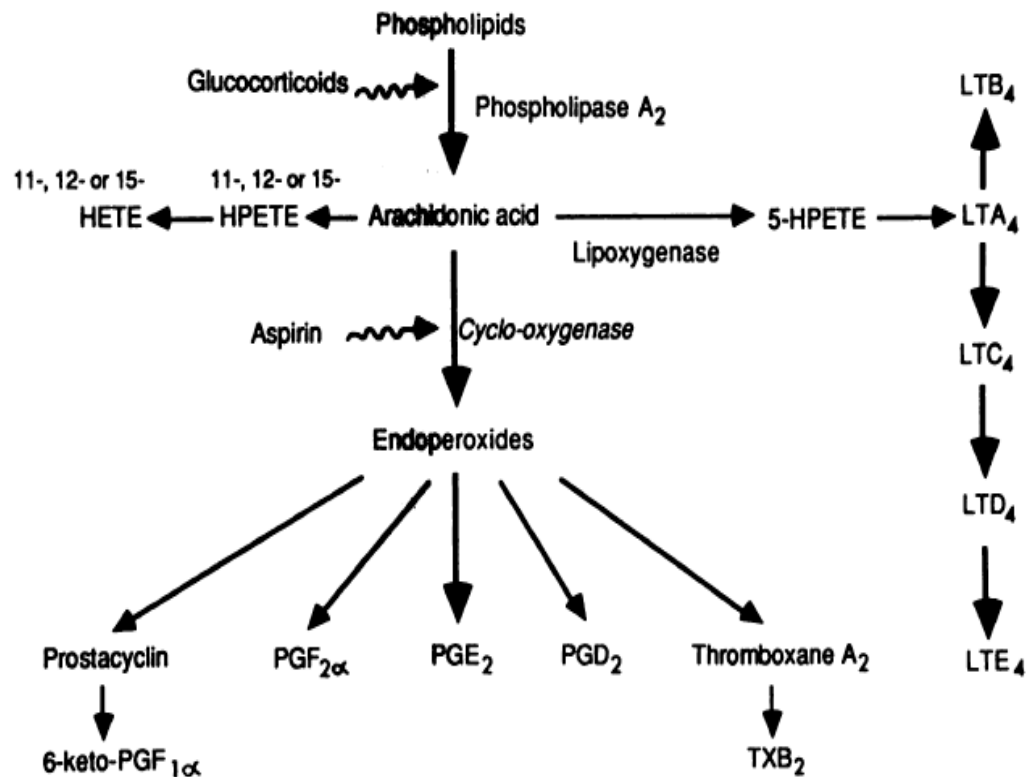 Phospholipids
Glucocorticoids
Phospholipase A2
LTB4
11-, 12- or 15-
11-, 12- or 15-
HETE
HPETE
Arachidonic acid
5-HPETE
LTA4
Lipoxygenase
Aspirin
Cyclo-oxygenase
LTC4
Endoperoxides
LTD4
Prostacyclin
PGF2α
PGE2
PGD2
Thromboxane A2
LTE4
6-keto-PGF1α
TXB2